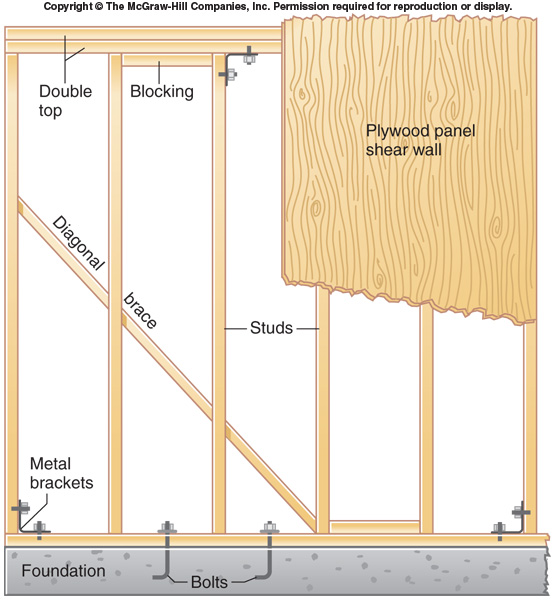 Copyright © The McGraw-Hill Companies, Inc. Permission required for reproduction or display.
Double
top
Blocking
Plywood panel
shear wall
Diagonal
brace
Studs
Metal
brackets
Foundation
Bolts